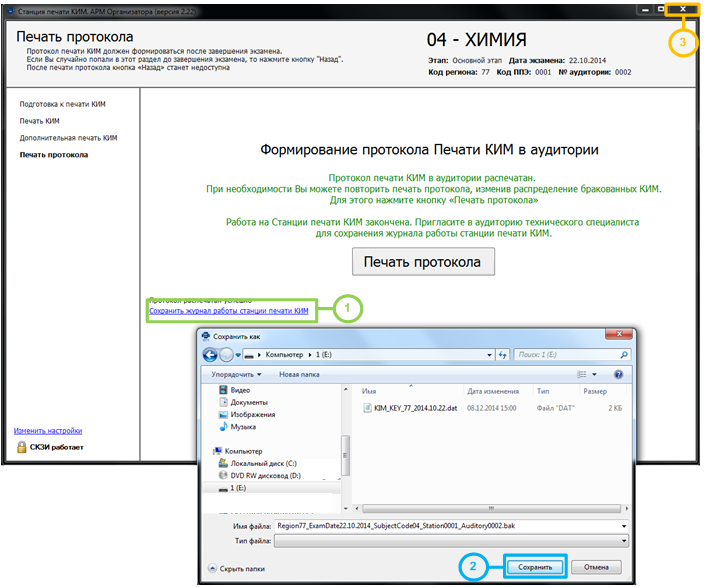 Станция печати КИМ. АРМ Организатора (версия 2.22
Печать протокола
Протокол печати КИМ должен формироваться после завершения экзамена.
Если Вы случайно попали в этот раздел до завершения экзамена, то нажмите кнопку "Назад".
После печати протокола кнопка «Назад» станет недоступна
04 - ХИМИЯ
Этап: Основной этап Дата экзамена: 22.10.2014
Код региона: 77 Код ППЭ: 0001 № аудитории: 0002
3
Подготовка к печати КИМ
Печать КИМ
Дополнительная печать КИМ
Печать протокола
Формирование протокола Печати КИМ в аудитории
Протокол печати КИМ в аудитории распечатан.
При необходимости Вы можете повторить печать протокола, изменив распределение бракованных КИМ.
Для этого нажмите кнопку «Печать протокола»
Работа на Станции печати КИМ закончена. Пригласите в аудиторию технического специалиста
для сохранения журнала работы станции печати КИМ.
Печать протокола
Протокол распечатан успешно
Сохранить журнал работы станции печати КИМ
1
Изменить настройки
СКЗИ работает
Сохранить как
Компьютер
1 (E:)
Поиск: 1 (E:)
Упорядочить
Новая папка
Видео
Документы
Изображения
Музыка
Компьютер
Локальный диск (C:)
DVD RW дисковод (D:)
1 (E:)
Имя
Дата изменения
Тип
Размер
KIM_KEY_77_2014.10.22.dat
08.12.2014 15:00
Файл "DAT"
2 КБ
Имя файла: Region77_ExamDate22.10.2014_SubjectCode04_Station0001_Auditory0002.bak
Тип файла:
Скрыть папки
2
Сохранить
Отмена